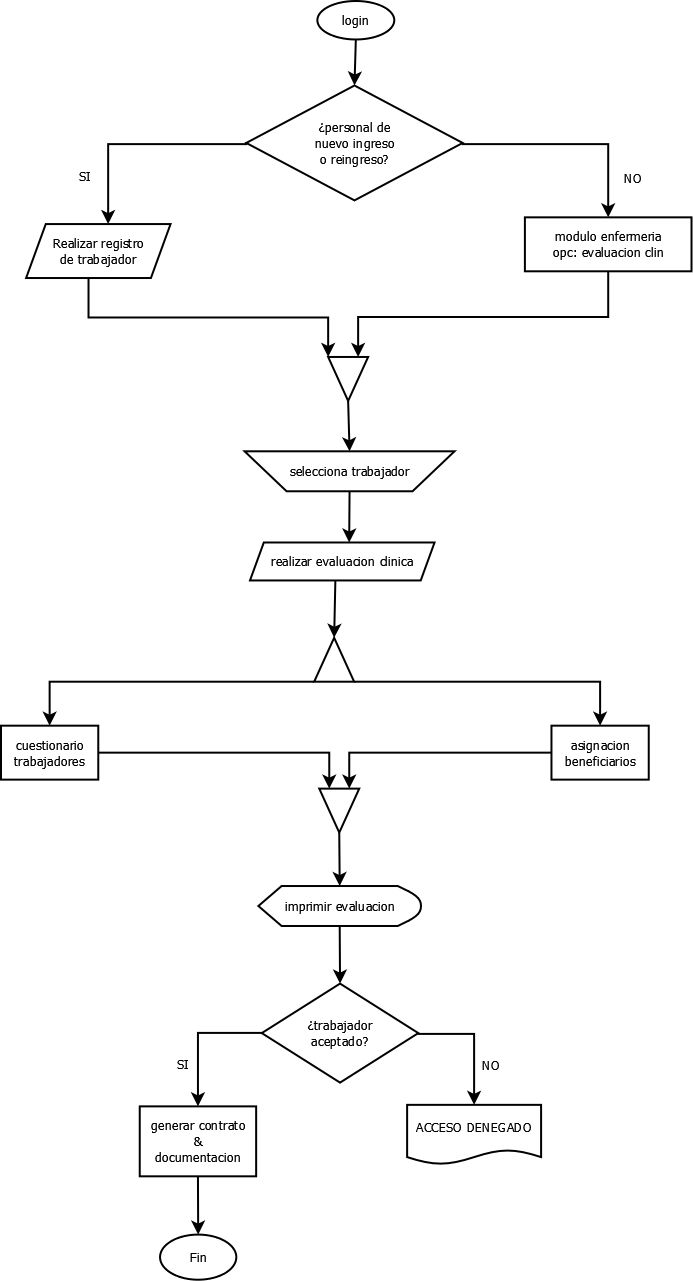 login
¿personal de
nuevo ingreso
o reingreso?
SI
NO
Realizar registro
de trabajador
modulo enfermeria
opc: evaluacion clin
selecciona trabajador
realizar evaluacion clinica
cuestionario
trabajadores
asignacion
beneficiarios
imprimir evaluacion
¿trabajador
aceptado?
SI
NO
generar contrato
&
documentacion
ACCESO DENEGADO
Fin